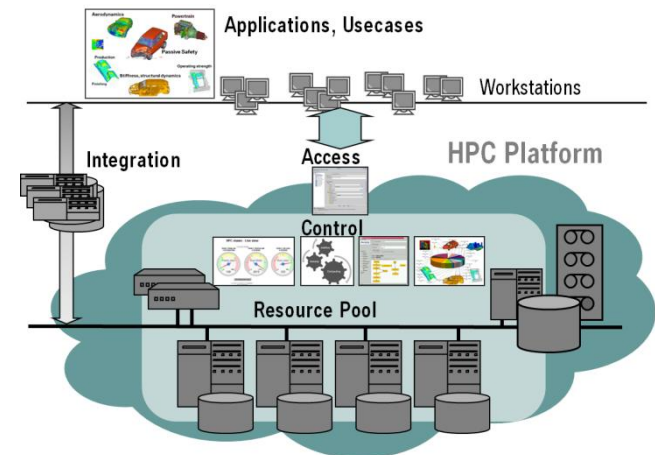 Applications, Usecases
Aerodynamics
Powertrain
Passive Safety
Production
Stiffness, structural dynamics
Operating strength
Workstations
Integration
Access
HPC Platform
Control
Resource Pool